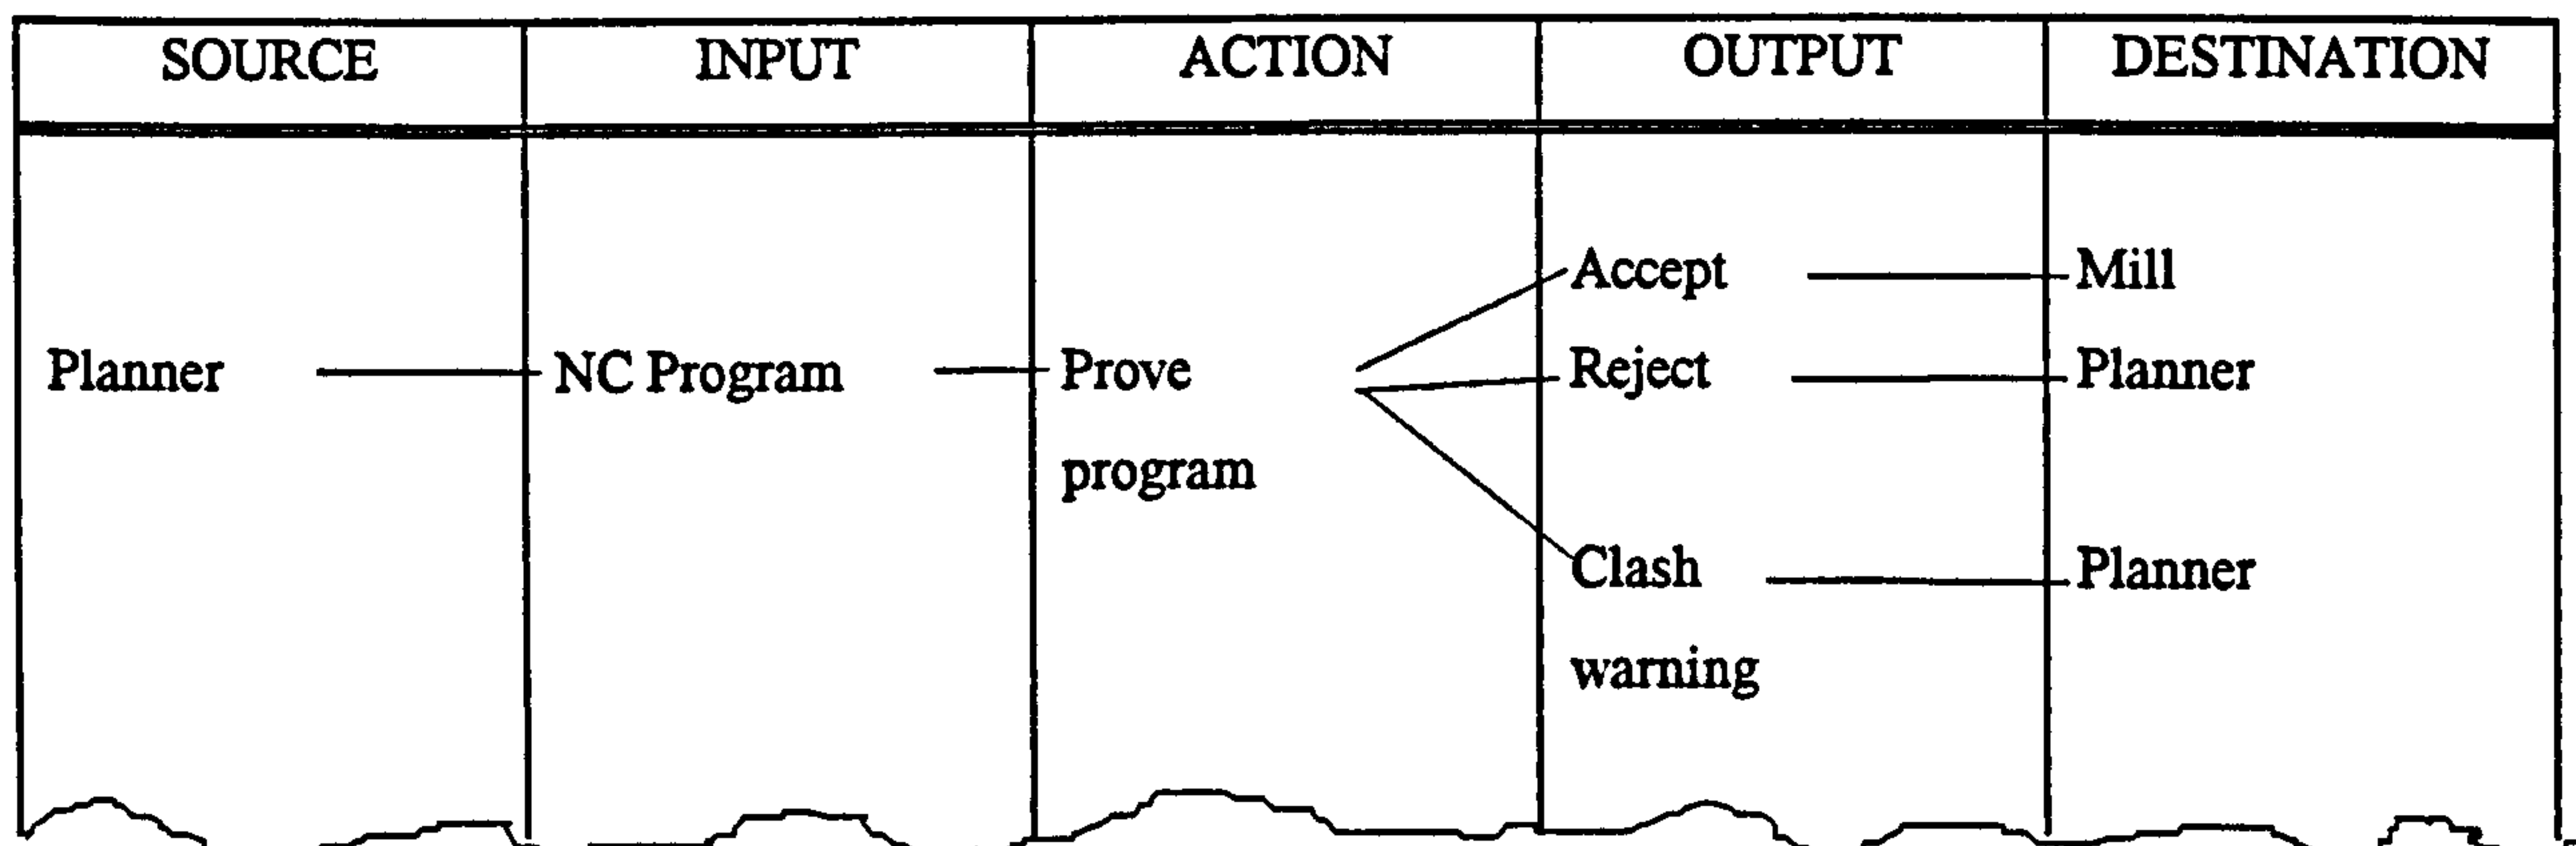 SOURCE INPUT ACTION OUTPUT DESTINATION
Accept Mill
Planner NC Program Prove Reject Planner
program
Clash Planner
warning